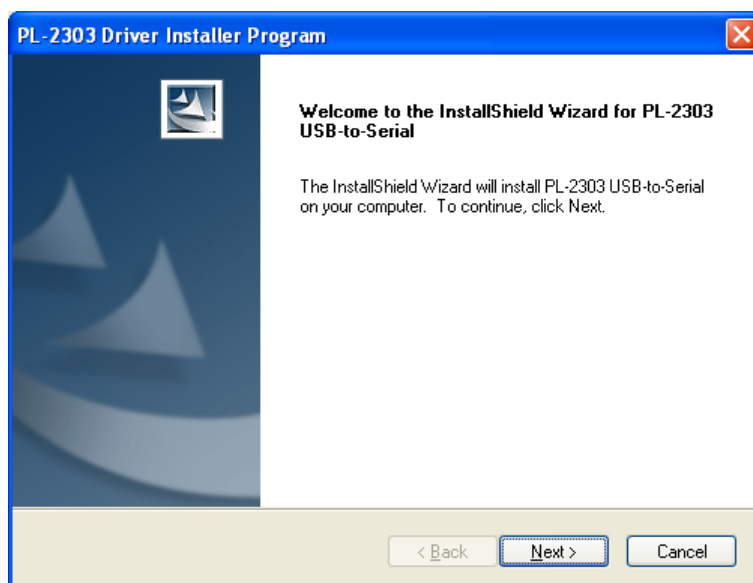 PL-2303 Driver Installer Program
Welcome to the InstallShield Wizard for PL-2303
USB-to-Serial
The InstallShield Wizard will install PL-2303 USB-to-Serial
on your computer.  To continue, click Next.
< Back
Next >
Cancel